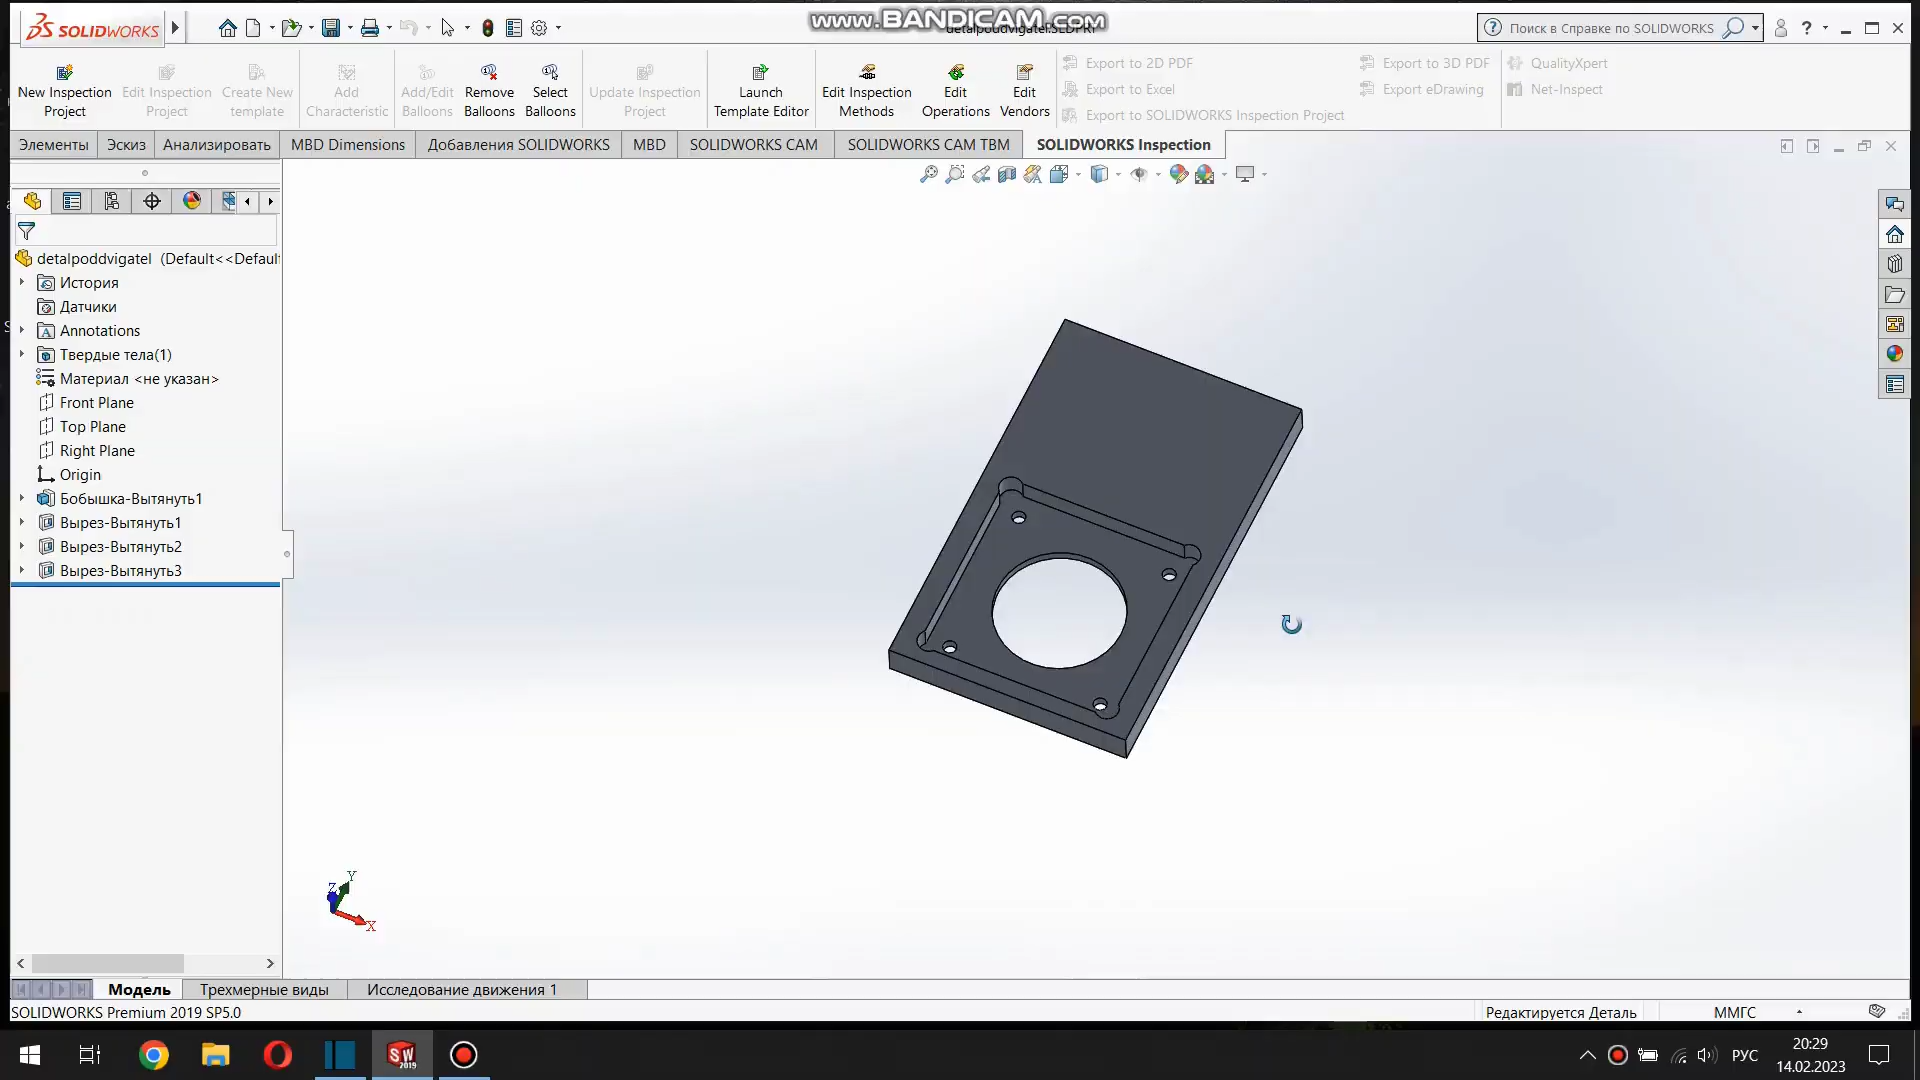 www.BANDICAM.com
SOLIDWORKS
detalpoddvigatel.SLDPRT
Поиск в Справке по SOLIDWORKS
?
New Inspection Project
Edit Inspection Project
Create New template
Add Characteristic
Add/Edit Balloons
Remove Balloons
Select Balloons
Update Inspection Project
Launch Template Editor
Edit Inspection Methods
Edit Operations
Edit Vendors
Export to 2D PDF
Export to Excel
Export to SOLIDWORKS Inspection Project
Export to 3D PDF
Export eDrawing
QualityXpert
Net-Inspect
Элементы
Эскиз
Анализировать
MBD Dimensions
Добавления SOLIDWORKS
MBD
SOLIDWORKS CAM
SOLIDWORKS CAM TBM
SOLIDWORKS Inspection
detalpoddvigatel (Default<<Default
История
Датчики
Annotations
Твердые тела(1)
Материал <не указан>
Front Plane
Top Plane
Right Plane
Origin
Бобышка-Вытянуть1
Вырез-Вытянуть1
Вырез-Вытянуть2
Вырез-Вытянуть3
Z
Y
X
Модель
Трехмерные виды
Исследование движения 1
SOLIDWORKS Premium 2019 SP5.0
Редактируется Деталь
ММГС
SW
2019
РУС
20:29
14.02.2023